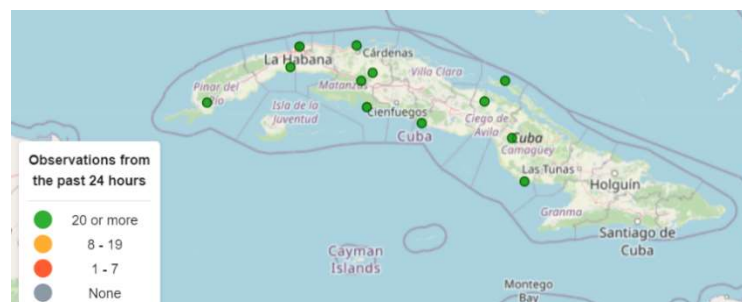 Cárdenas
La Habana
Villa Clara
Pinar del
Río
Matanzas
Isla de la
Juventud
Cienfuegos
Ciego de
Ávila
Cuba
Cuba
Camagüey
Las Tunas
Holguín
Granma
Santiago de
Cuba
Cayman
Islands
Montego
Bay
Observations from
the past 24 hours
20 or more
8 - 19
1 - 7
None